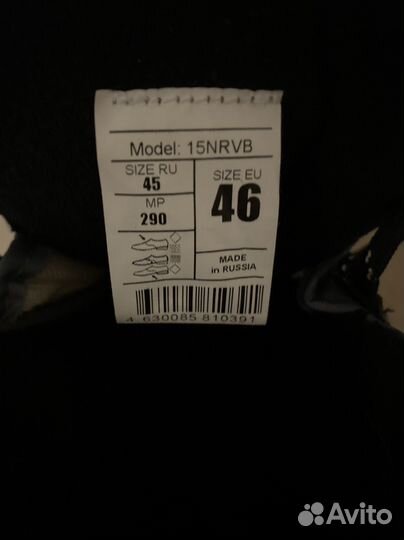 Model: 15NRVB
SIZE RU
45
MP
290
SIZE EU
46
MADE
in RUSSIA
4 630085 810391
Avito